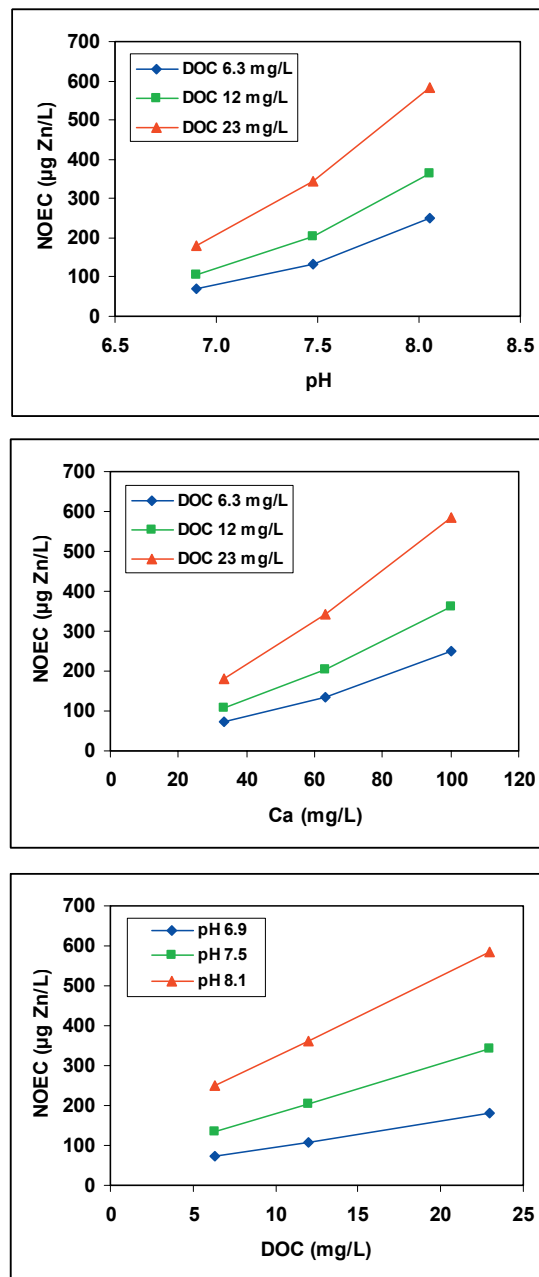 700
600
500
400
300
200
100
0
NOEC (µg Zn/L)
DOC 6.3 mg/L
DOC 12 mg/L
DOC 23 mg/L
6.5 7.0 7.5 8.0 8.5
pH
700
600
500
400
300
200
100
0
NOEC (µg Zn/L)
DOC 6.3 mg/L
DOC 12 mg/L
DOC 23 mg/L
0 20 40 60 80 100 120
Ca (mg/L)
700
600
500
400
300
200
100
0
NOEC (µg Zn/L)
pH 6.9
pH 7.5
pH 8.1
0 5 10 15 20 25
DOC (mg/L)